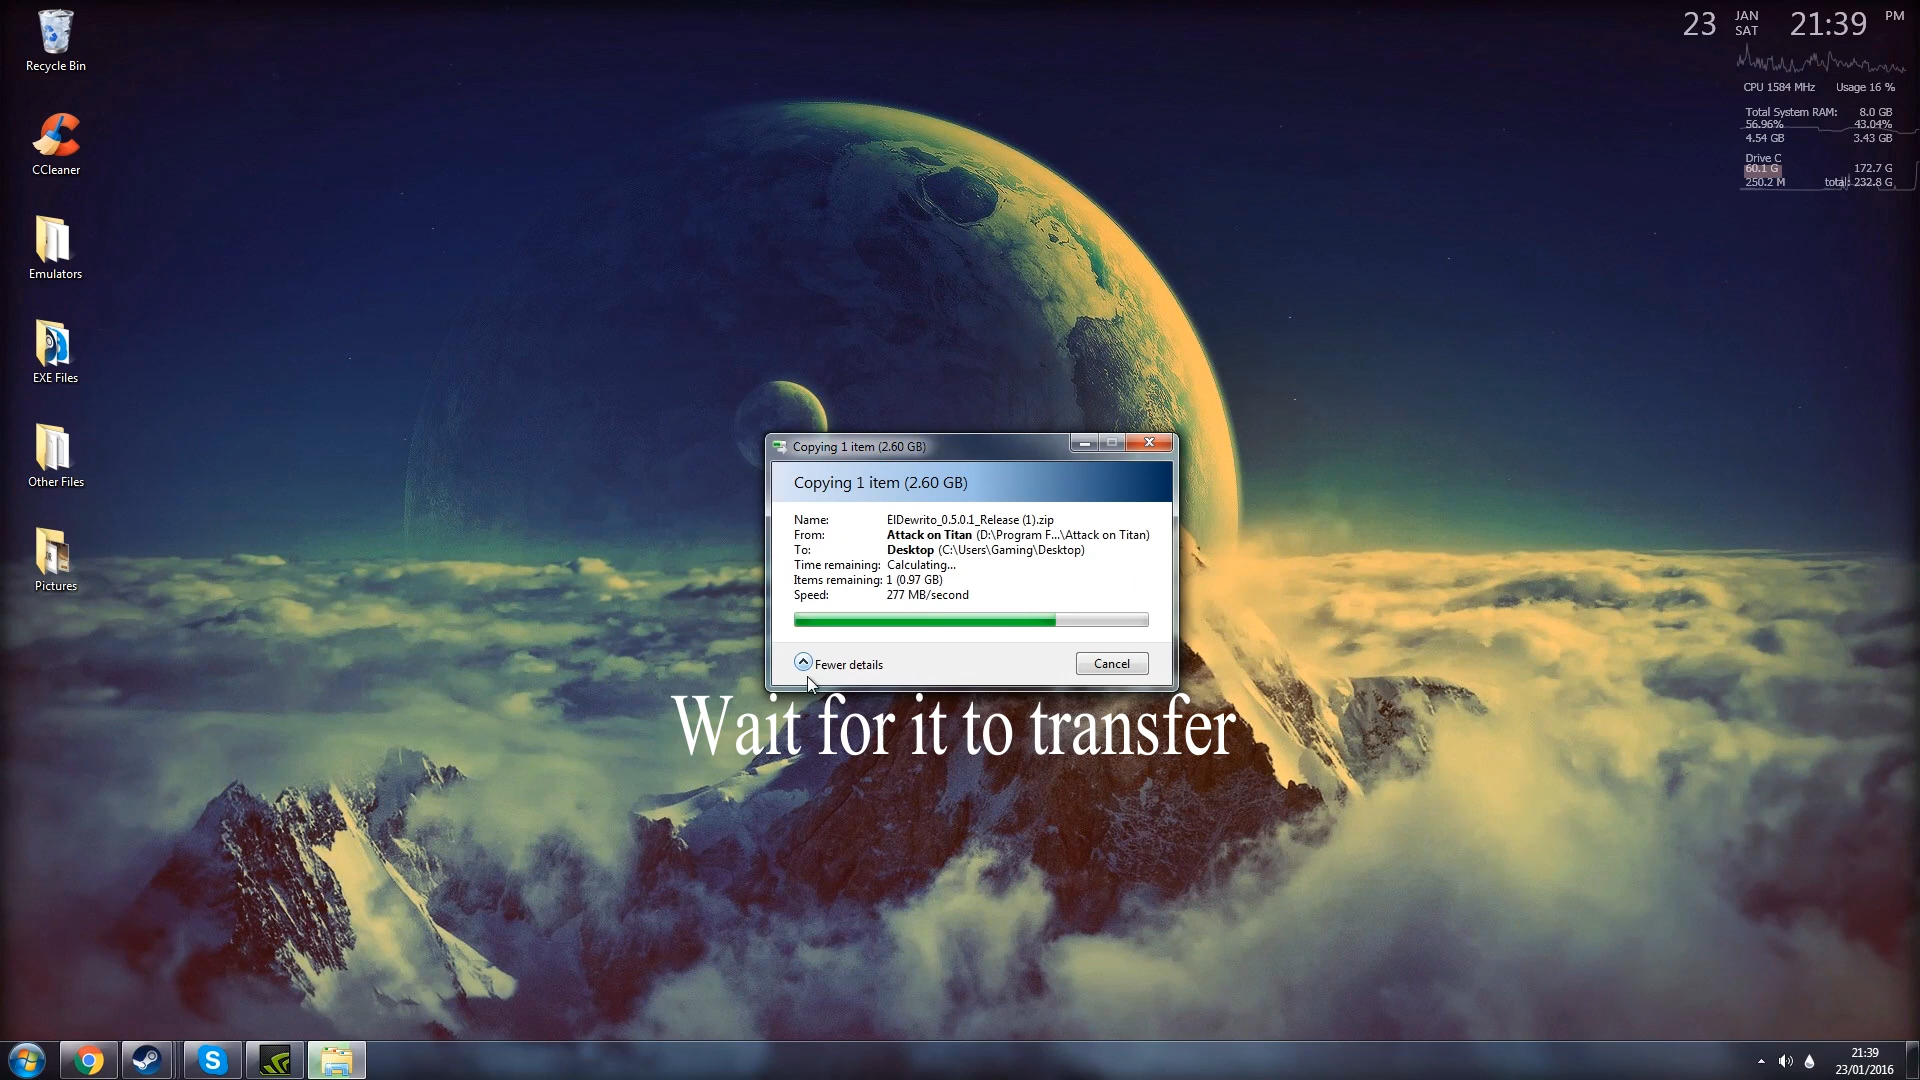 Recycle Bin
CCleaner
Emulators
EXE Files
Other Files
Pictures
23 JAN SAT 21:39 PM
CPU 1584 MHz Usage 16 %
Total System RAM: 8.0 GB
56.96% 43.04%
4.54 GB 3.43 GB
Drive C
60.1 G 172.7 G
250.2 M total: 232.8 G
Copying 1 item (2.60 GB)
Copying 1 item (2.60 GB)
Name: ElDewrito_0.5.0.1_Release (1).zip
From: Attack on Titan (D:\Program F...\Attack on Titan)
To: Desktop (C:\Users\Gaming\Desktop)
Time remaining: Calculating...
Items remaining: 1 (0.97 GB)
Speed: 277 MB/second
Fewer details
Cancel
Wait for it to transfer
21:39
23/01/2016